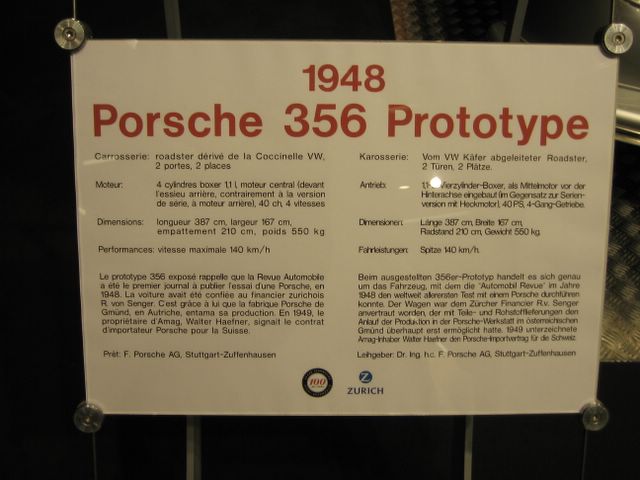 1948
Porsche 356 Prototype
Carrosserie: roadster dérivé de la Coccinelle VW,
2 portes, 2 places
Moteur: 4 cylindres boxer 1,1 l, moteur central (devant
l'essieu arrière, contrairement à la version
de série, à moteur arrière), 40 ch, 4 vitesses
Dimensions: longueur 387 cm, largeur 167 cm,
empattement 210 cm, poids 550 kg
Performances: vitesse maximale 140 km/h
Le prototype 356 exposé rappelle que la Revue Automobile
a été le premier journal à publier l'essai d'une Porsche, en
1948. La voiture avait été confiée au financier zurichois
R. von Senger. C'est grâce à lui que la fabrique Porsche de
Gmünd, en Autriche, entama sa production. En 1949, le
propriétaire d'Amag, Walter Haefner, signait le contrat
d'importateur Porsche pour la Suisse.
Prêt: F. Porsche AG, Stuttgart-Zuffenhausen
Karosserie: Vom VW Käfer abgeleiteter Roadster,
2 Türen, 2 Plätze.
Antrieb: Vierzylinder-Boxer, als Mittelmotor vor der
Hinterachse eingebaut (im Gegensatz zur Serien-
version mit Heckmotor), 40 PS, 4-Gang-Getriebe.
Dimensionen: Länge 387 cm, Breite 167 cm,
Radstand 210 cm, Gewicht 550 kg.
Fahrleistungen: Spitze 140 km/h.
Beim ausgestellten 356er-Prototyp handelt es sich genau
um das Fahrzeug, mit dem die 'Automobil Revue' im Jahre
1948 den weltweit allerersten Test mit einem Porsche durchführen
konnte. Der Wagen war dem Zürcher Financier R.v. Senger
anvertraut worden, der mit Teile- und Rohstofflieferungen den
Anlauf der Produktion in der Porsche-Werkstatt im österreichischen
Gmünd überhaupt erst ermöglicht hatte. 1949 unterzeichnete
Amag-Inhaber Walter Haefner den Porsche-Importvertrag für die Schweiz.
Leihgeber: Dr. Ing. h.c. F. Porsche AG, Stuttgart-Zuffenhausen
100
ZURICH